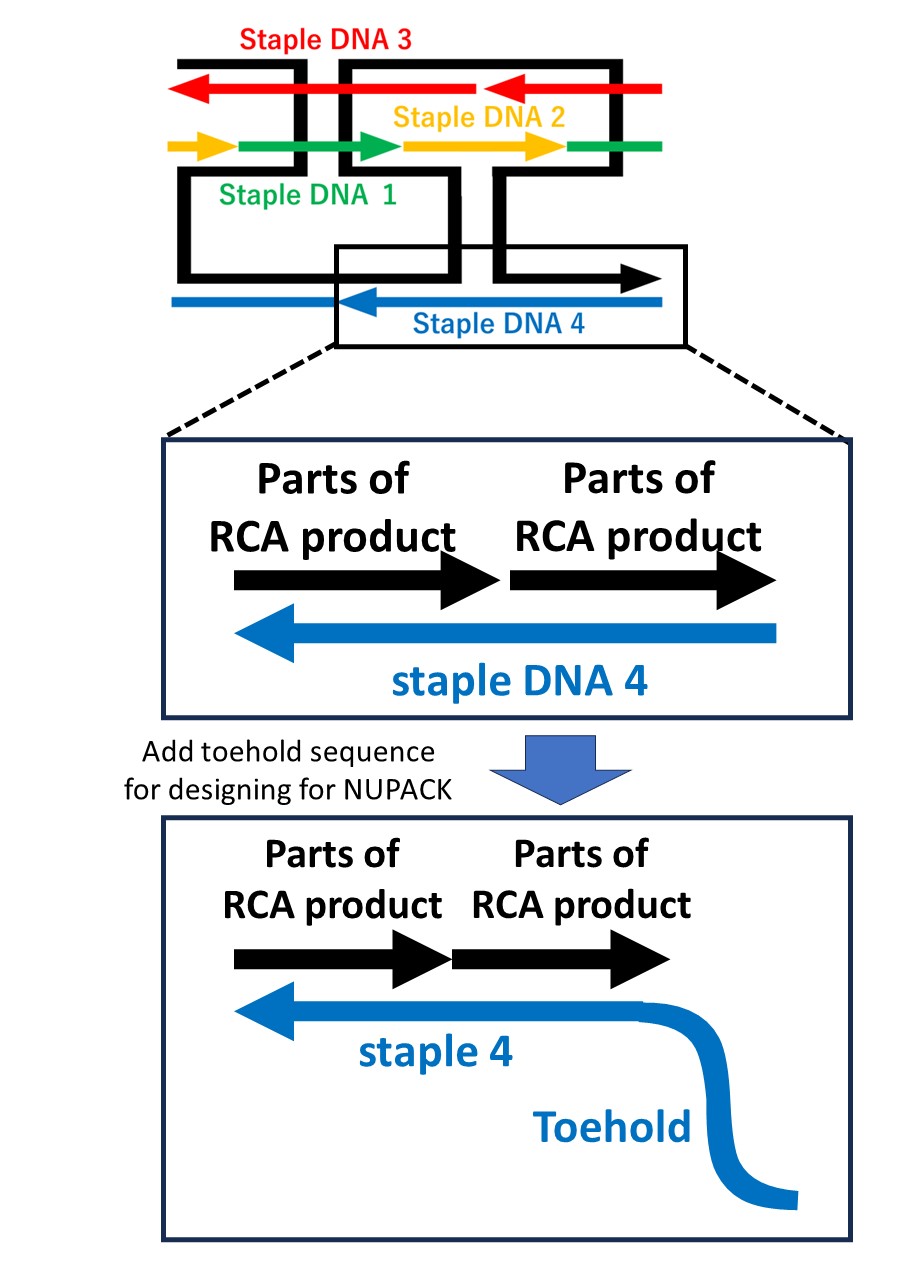 Staple DNA 3
Staple DNA 2
Staple DNA 1
Staple DNA 4
Parts of
RCA product
Parts of
RCA product
staple DNA 4
Add toehold sequence
for designing for NUPACK
Parts of
RCA product
Parts of
RCA product
staple 4
Toehold